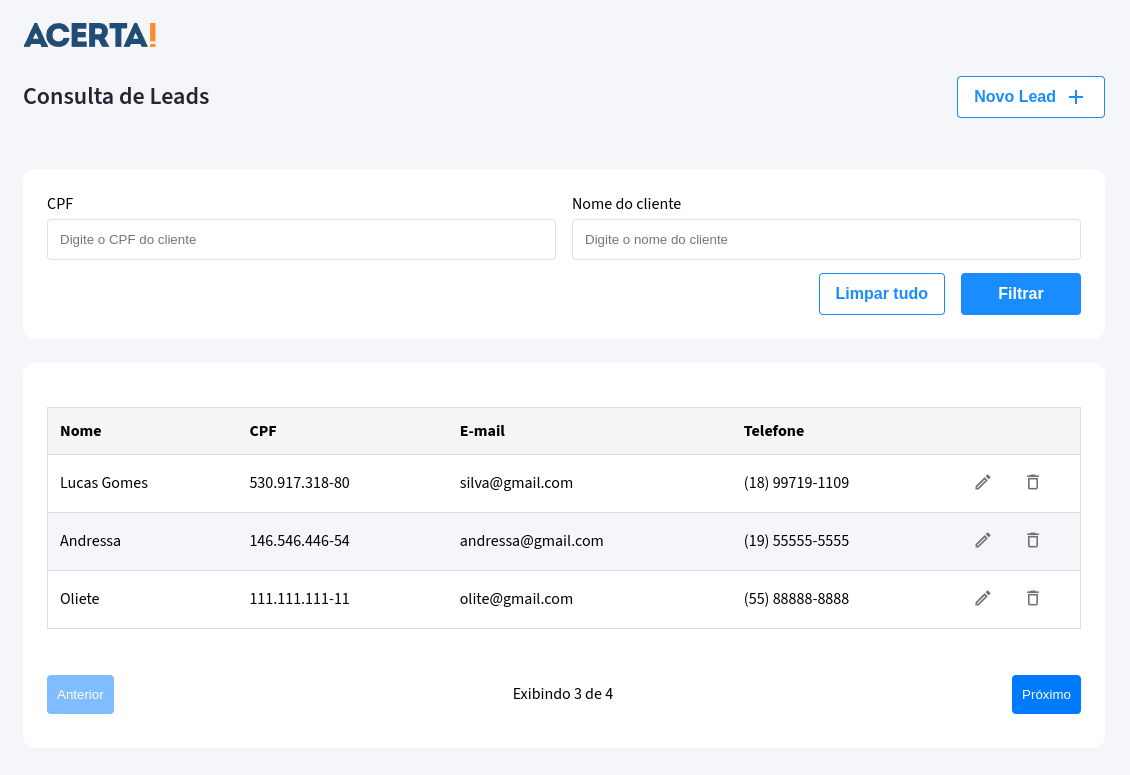 ACERTA!
Consulta de Leads
Novo Lead +
CPF
Nome do cliente
Digite o CPF do cliente
Digite o nome do cliente
Limpar tudo
Filtrar
Nome CPF E-mail Telefone
Lucas Gomes 530.917.318-80 silva@gmail.com (18) 99719-1109
Andressa 146.546.446-54 andressa@gmail.com (19) 55555-5555
Oliete 111.111.111-11 olite@gmail.com (55) 88888-8888
Anterior
Exibindo 3 de 4
Próximo